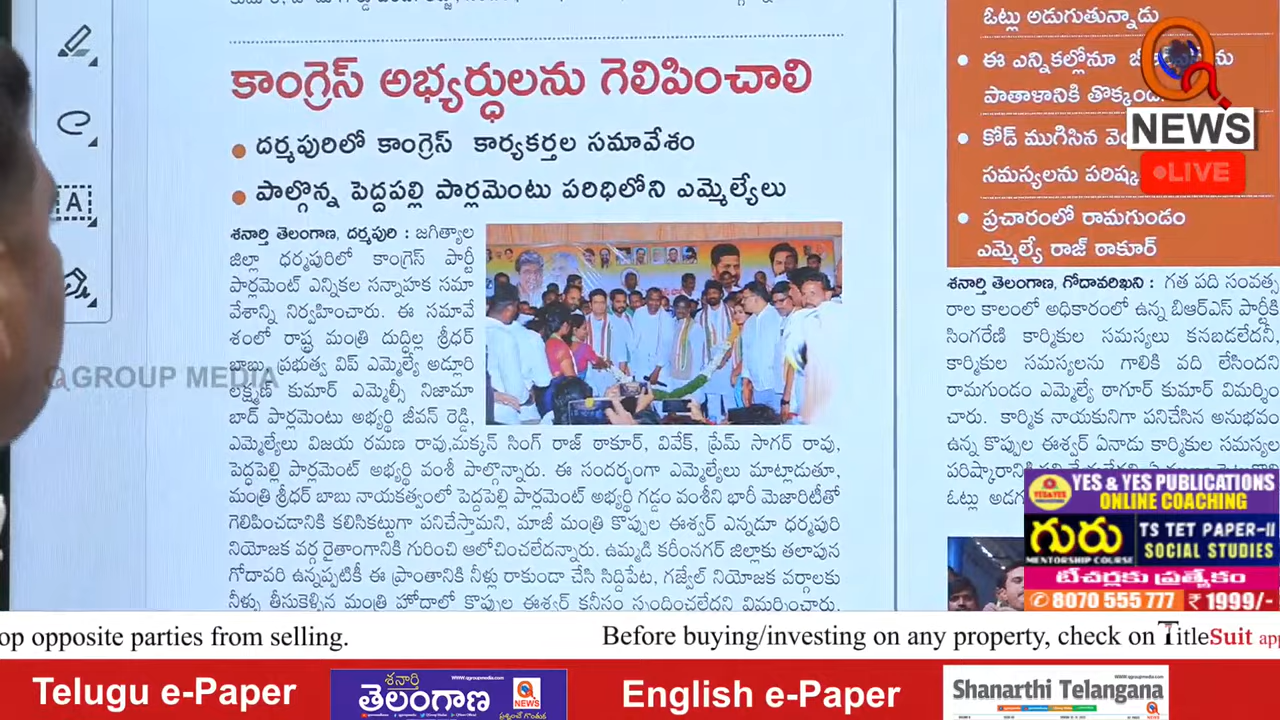 కాంగ్రెస్ అభ్యర్ధులను గెలిపించాలి
దర్మపురిలో కాంగ్రెస్ కార్యకర్తల సమావేశం
పాల్గొన్న పెద్దపల్లి పార్లమెంటు పరిధిలోని ఎమ్మెల్యేలు
శనార్తి తెలంగాణ, దర్మపురి : జగిత్యాల
జిల్లా ధర్మపురిలో కాంగ్రెస్ పార్టీ
పార్లమెంట్ ఎన్నికల సన్నాహక సమా
వేశాన్ని నిర్వహించారు. ఈ సమావే
శంలో రాష్ట్ర మంత్రి దుద్దిల్ల శ్రీధర్
బాబు,ప్రభుత్వ విప్ ఎమ్మెల్యే అడ్లూరి
లక్ష్మణ్ కుమార్ ఎమ్మెల్సీ నిజామా
బాద్ పార్లమెంటు అభ్యర్థి జీవన్ రెడ్డి,
ఎమ్మెల్యేలు విజయ రమణ రావు,మక్కన్ సింగ్ రాజ్ ఠాకూర్, వివేక్, ప్రేమ్ సాగర్ రావు,
పెద్ధపెల్లి పార్లమెంట్ అభ్యర్థి వంశీ పాల్గొన్నారు. ఈ సందర్భంగా ఎమ్మెల్యేలు మాట్లాడుతూ,
మంత్రి శ్రీధర్ బాబు నాయకత్వంలో పెద్దపెల్లి పార్లమెంట్ అభ్యర్థి గడ్డం వంశీని భారీ మెజారిటీతో
గెలిపించడానికి కలిసికట్టుగా పనిచేస్తామని, మాజీ మంత్రి కొప్పుల ఈశ్వర్ ఎన్నడూ ధర్మపురి
నియోజక వర్గ రైతాంగానికి గురించి ఆలోచించలేదన్నారు. ఉమ్మడి కరీంనగర్ జిల్లాకు తలాపున
గోదావరి ఉన్నప్పటికి ఈ ప్రాంతానికి నీళ్లు రాకుండా చేసి సిద్దిపేట, గజ్వేల్ నియోజక వర్గాలకు
నీళ్ళు తీసుకెళ్ళిన మంత్రి హోదాలో కొప్పుల ఈశ్వర్ కనీసం స్పందించలేదని విమర్శించారు.
ఓట్లు అడుగుతున్నాడు
ఈ ఎన్నికల్లోనూ
పాతాళానికి
కోడ్ ముగిసిన
సమస్యలను
ప్రచారంలో రామగుండం
ఎమ్మెల్యే రాజ్ ఠాకూర్
శనార్తి తెలంగాణ, గోదావరిఖని : గత పది సంవత్స
రాల కాలంలో అధికారంలో ఉన్న బిఆర్ఎస్ పార్టీకి
సింగరేణి కార్మికుల సమస్యలు కనబడలేదని,
కార్మికుల సమస్యలను గాలికి వది లేసిందని
రామగుండం ఎమ్మెల్యే ఠాగూర్ కుమార్ విమర్శిం
చారు. కార్మిక నాయకునిగా పనిచేసిన అనుభవం
ఉన్న కొప్పుల ఈశ్వర్ ఏనాడు కార్మికుల సమస్యల
ఓట్లు
NEWS
LIVE
QGROUP MEDIA
YES & YES PUBLICATIONS
ONLINE COACHING
గురు
MENTORSHIP COURSE
TS TET PAPER-II
SOCIAL STUDIES
టీచర్లకు ప్రత్యేకం
8070 555 777 ₹ 1999/-
op opposite parties from selling. Before buying/investing on any property, check on TitleSuit app
Telugu e-Paper
శనార్తి
తెలంగాణ
NEWS
English e-Paper
Shanarthi Telangana